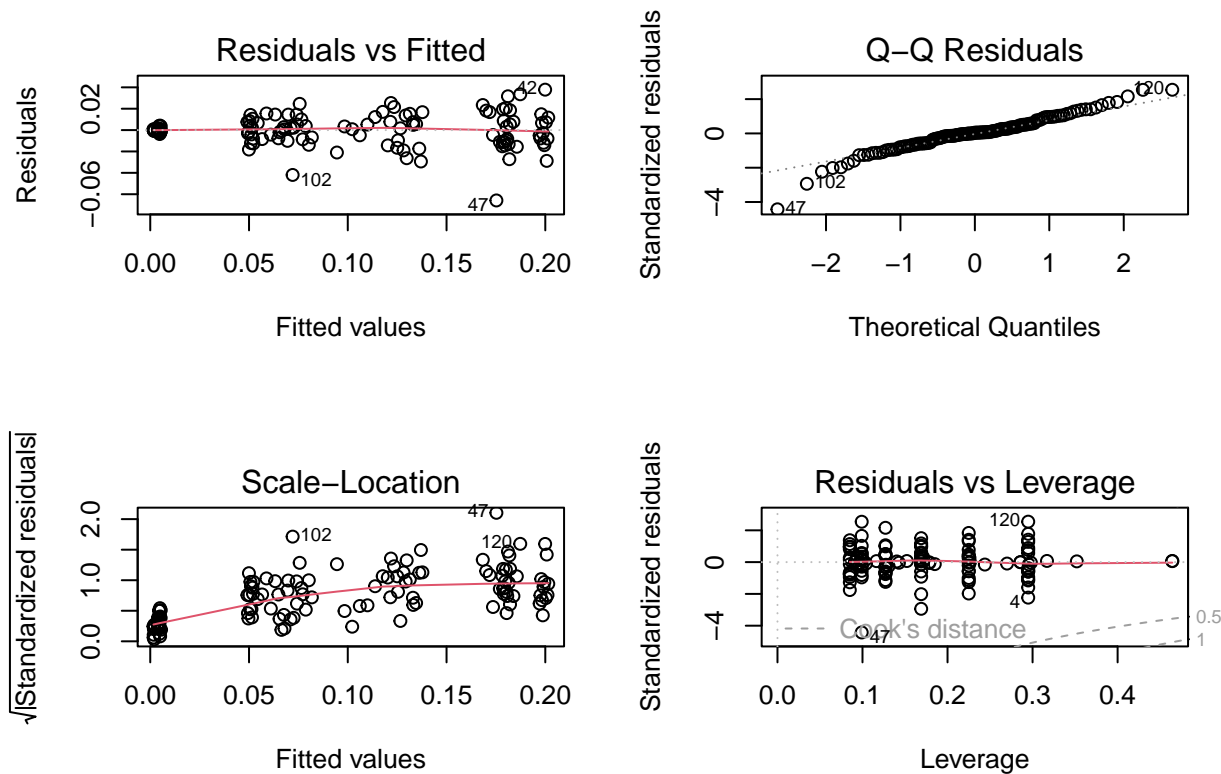 Residuals vs Fitted
Residuals
0.02
−0.06
42
102
47
0.00 0.05 0.10 0.15 0.20
Fitted values
Q−Q Residuals
Standardized residuals
0
−4
120
102
47
−2 −1 0 1 2
Theoretical Quantiles
Scale−Location
√|Standardized residuals|
2.0
1.0
0.0
47
102
120
0.00 0.05 0.10 0.15 0.20
Fitted values
Residuals vs Leverage
Standardized residuals
0
−4
120
4
47
Cook's distance
0.5
1
0.0 0.1 0.2 0.3 0.4
Leverage